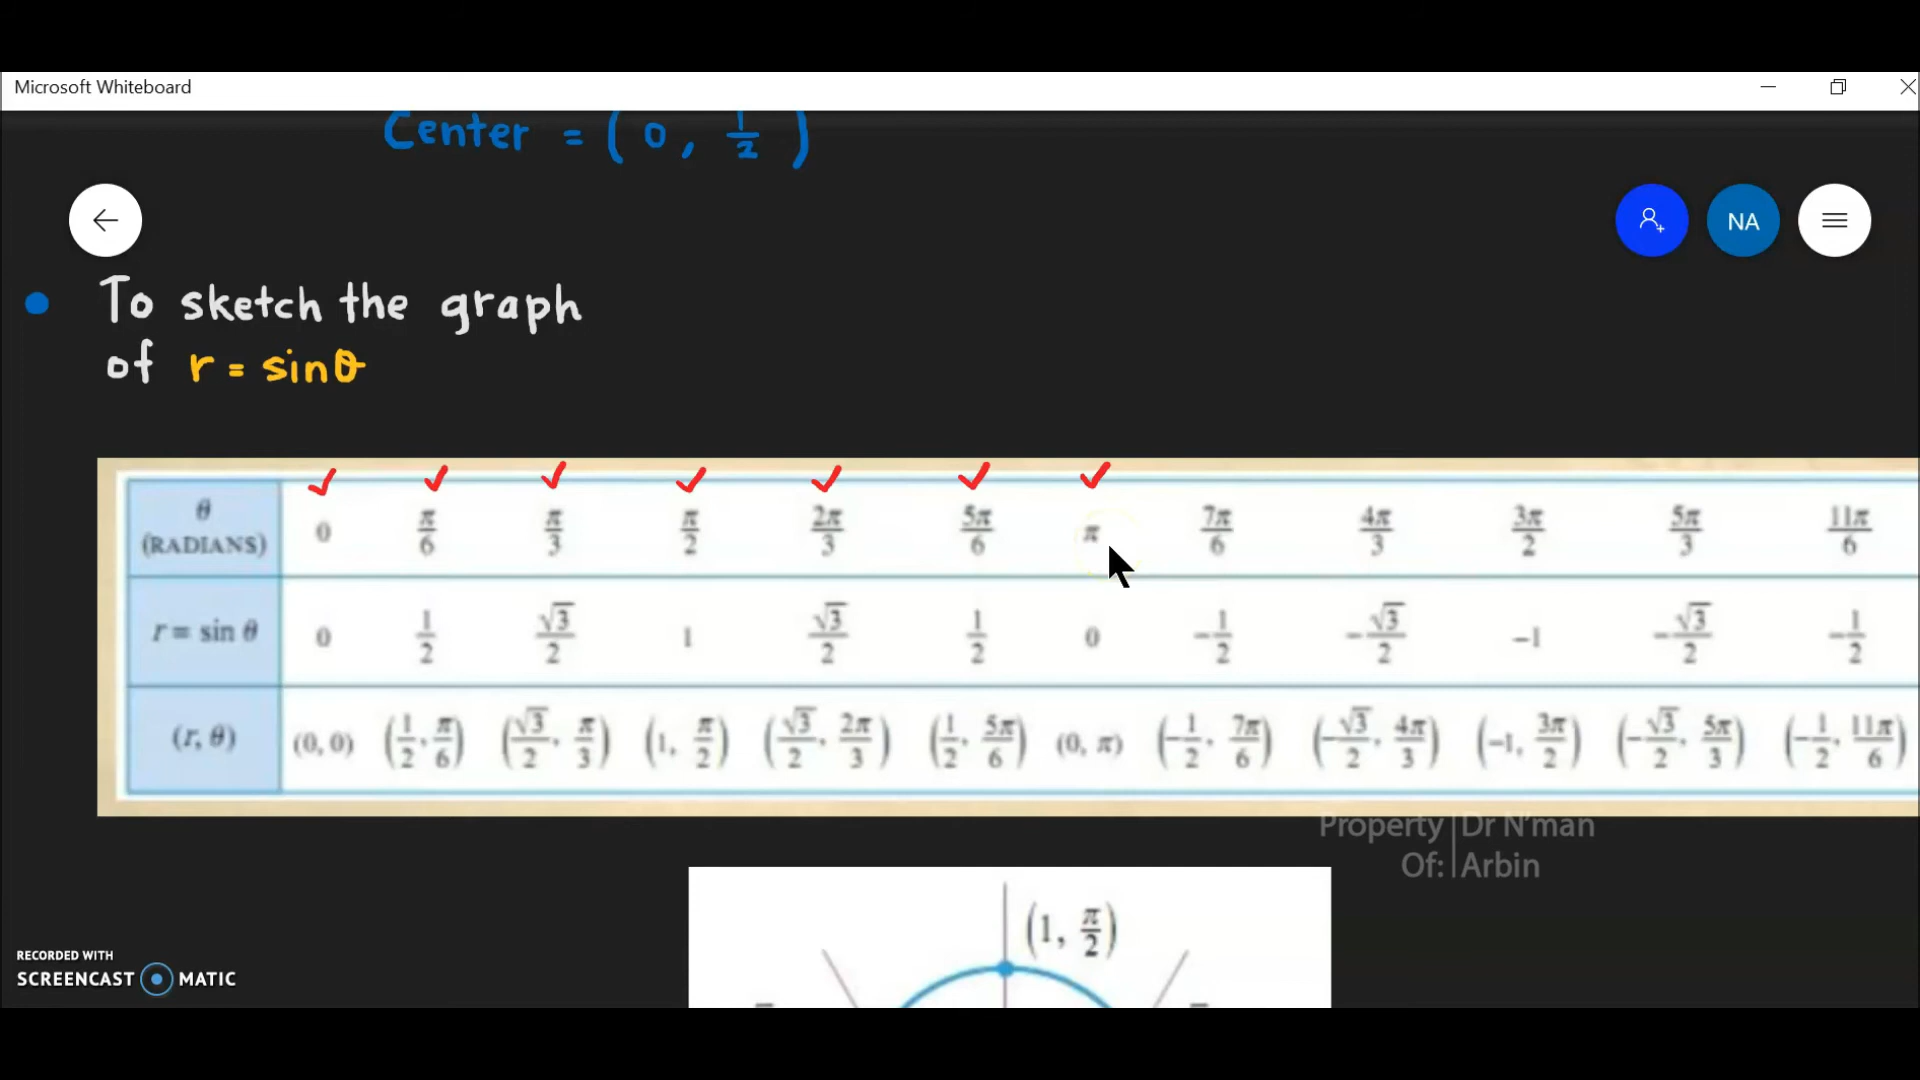 Microsoft Whiteboard
Center = ( 0, 1/2 )
NA
To sketch the graph
of r = sinθ
θ (RADIANS) 0 π/6 π/3 π/2 2π/3 5π/6 π 7π/6 4π/3 3π/2 5π/3 11π/6
r = sin θ 0 1/2 √3/2 1 √3/2 1/2 0 -1/2 -√3/2 -1 -√3/2 -1/2
(r, θ) (0, 0) (1/2, π/6) (√3/2, π/3) (1, π/2) (√3/2, 2π/3) (1/2, 5π/6) (0, π) (-1/2, 7π/6) (-√3/2, 4π/3) (-1, 3π/2) (-√3/2, 5π/3) (-1/2, 11π/6)
Property Of: Dr N'man Arbin
(1, π/2)
RECORDED WITH
SCREENCAST MATIC